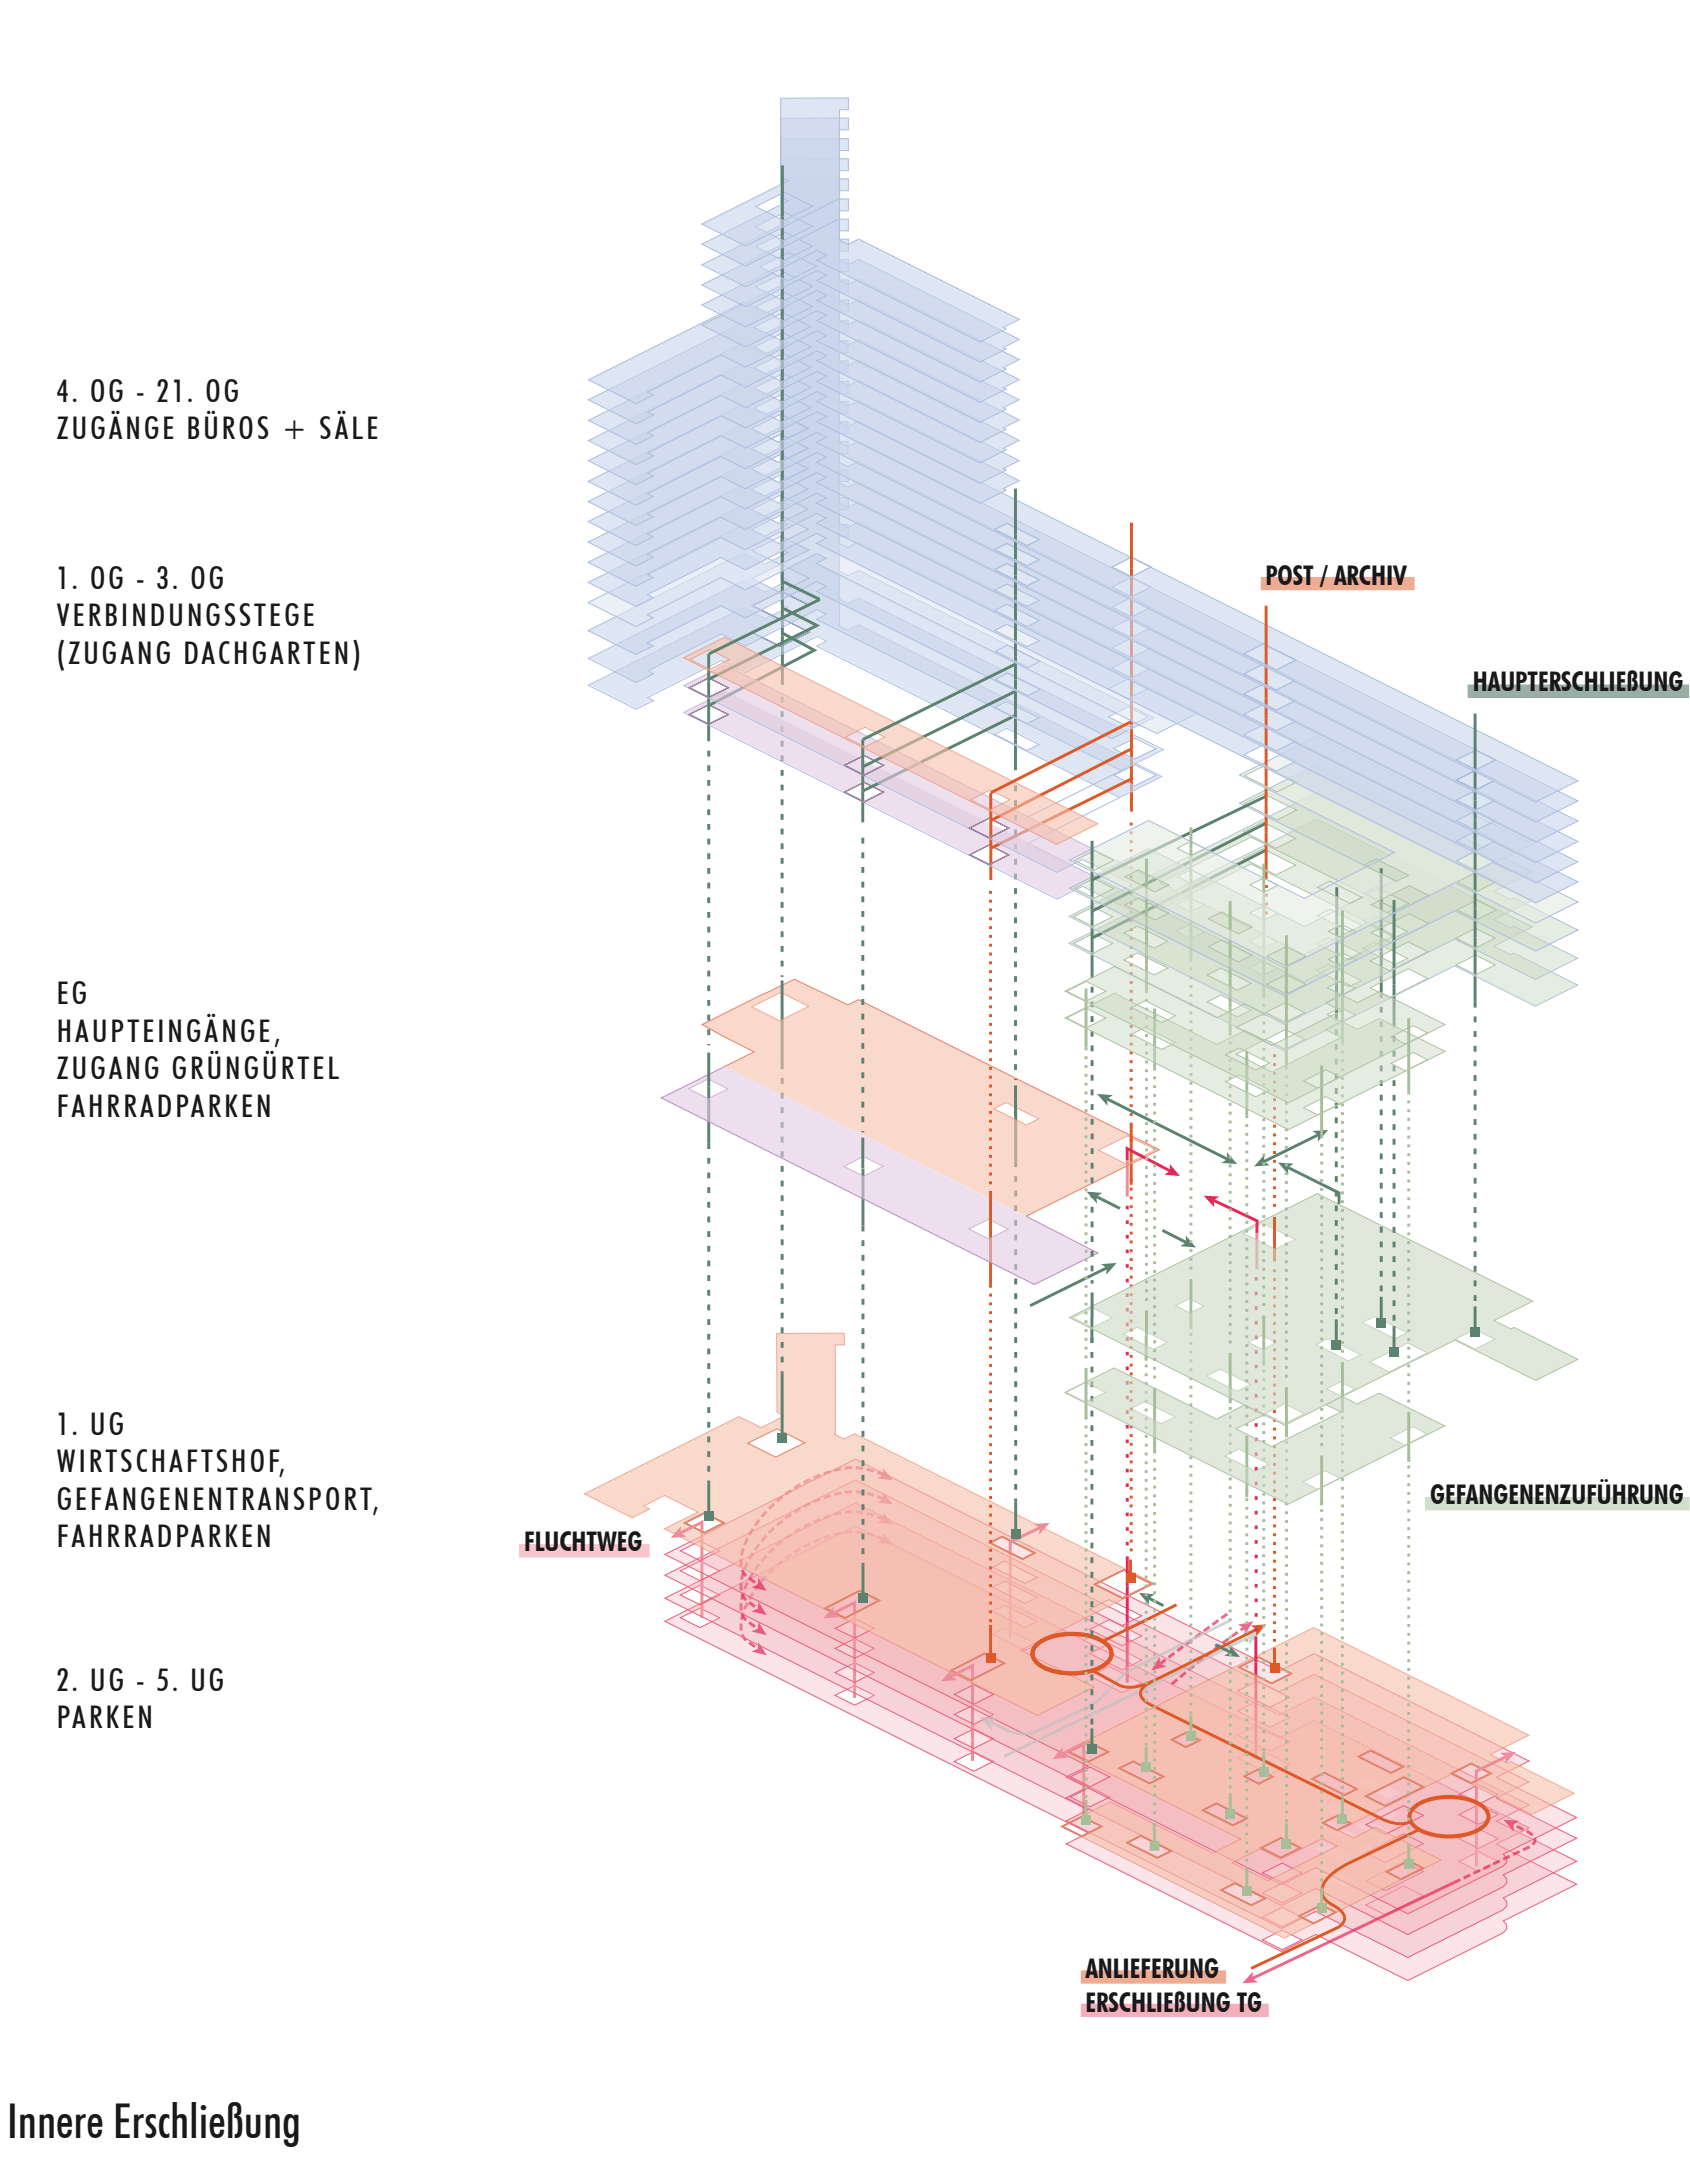 4. OG - 21. OG
ZUGÄNGE BÜROS + SÄLE
1. OG - 3. OG
VERBINDUNGSSTEGE
(ZUGANG DACHGARTEN)
POST / ARCHIV
HAUPTERSCHLIEßUNG
EG
HAUPTEINGÄNGE,
ZUGANG GRÜNGÜRTEL
FAHRRADPARKEN
1. UG
WIRTSCHAFTSHOF,
GEFANGENENTRANSPORT,
FAHRRADPARKEN
GEFANGENENZUFÜHRUNG
FLUCHTWEG
2. UG - 5. UG
PARKEN
ANLIEFERUNG
ERSCHLIEßUNG TG
Innere Erschließung